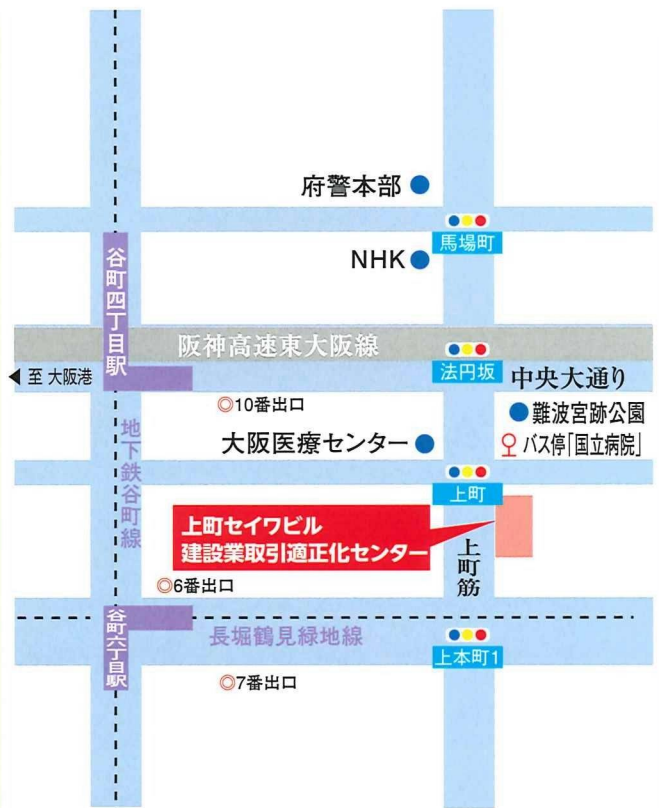 府警本部
馬場町
NHK
谷町四丁目駅
阪神高速東大阪線
法円坂
中央大通り
◀ 至 大阪港
◎10番出口
難波宮跡公園
大阪医療センター
バス停「国立病院」
地下鉄谷町線
上町
上町セイワビル
建設業取引適正化センター
上町筋
◎6番出口
谷町六丁目駅
長堀鶴見緑地線
上本町1
◎7番出口